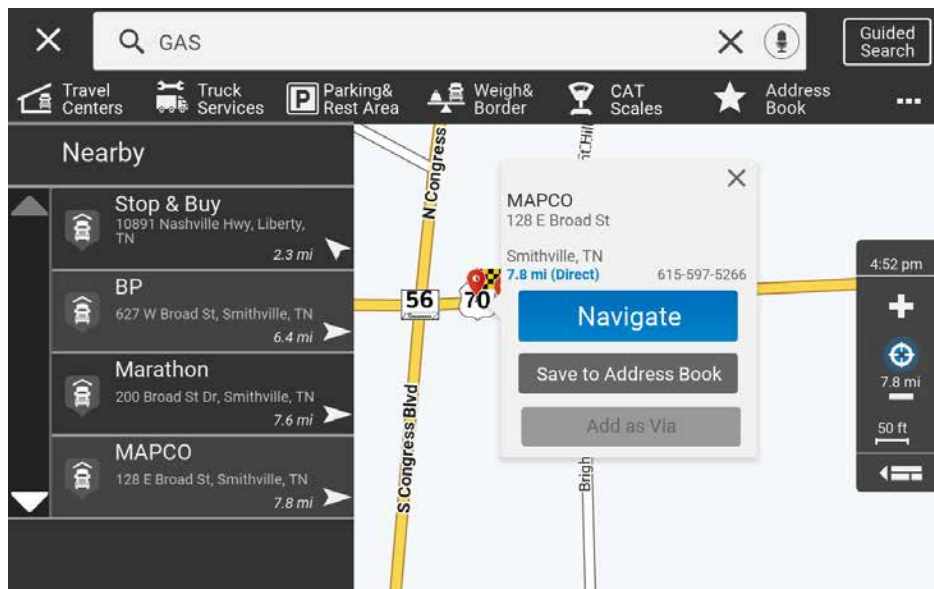 GAS
Guided
Search
Travel
Centers
Truck
Services
P
Parking&
Rest Area
Weigh&
Border
CAT
Scales
Address
Book
Nearby
Stop & Buy
10891 Nashville Hwy, Liberty,
TN
2.3 mi
BP
627 W Broad St, Smithville, TN
6.4 mi
Marathon
200 Broad St Dr, Smithville, TN
7.6 mi
MAPCO
128 E Broad St, Smithville, TN
7.8 mi
N Congress
S Congress Blvd
56
70
nt Hill
Brigh
MAPCO
128 E Broad St
Smithville, TN
7.8 mi (Direct)
615-597-5266
Navigate
Save to Address Book
Add as Via
4:52 pm
7.8 mi
50 ft